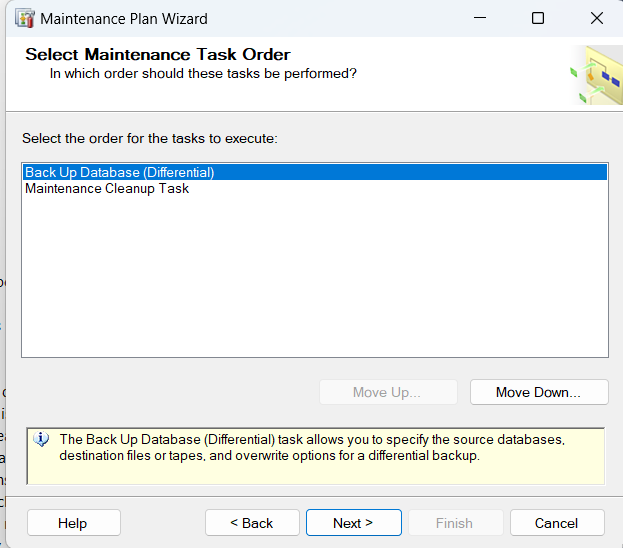 Maintenance Plan Wizard
Select Maintenance Task Order
In which order should these tasks be performed?
Select the order for the tasks to execute:
Back Up Database (Differential)
Maintenance Cleanup Task
Move Up...
Move Down...
The Back Up Database (Differential) task allows you to specify the source databases,
destination files or tapes, and overwrite options for a differential backup.
Help
< Back
Next >
Finish
Cancel